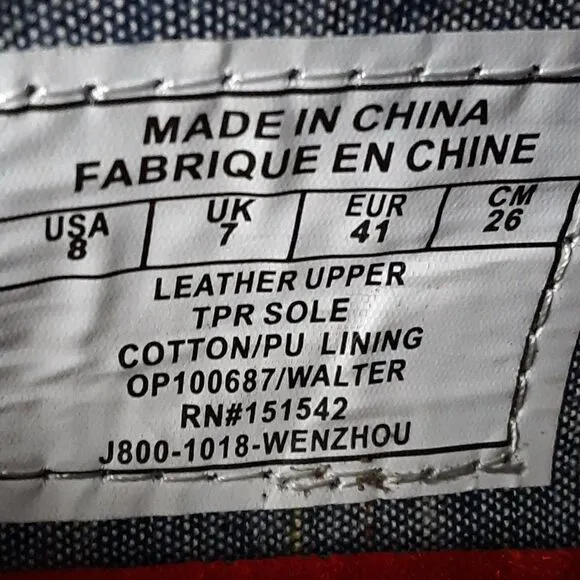 MADE IN CHINA
FABRIQUE EN CHINE
USA UK EUR CM
8 7 41 26
LEATHER UPPER
TPR SOLE
COTTON/PU LINING
OP100687/WALTER
RN#151542
J800-1018-WENZHOU